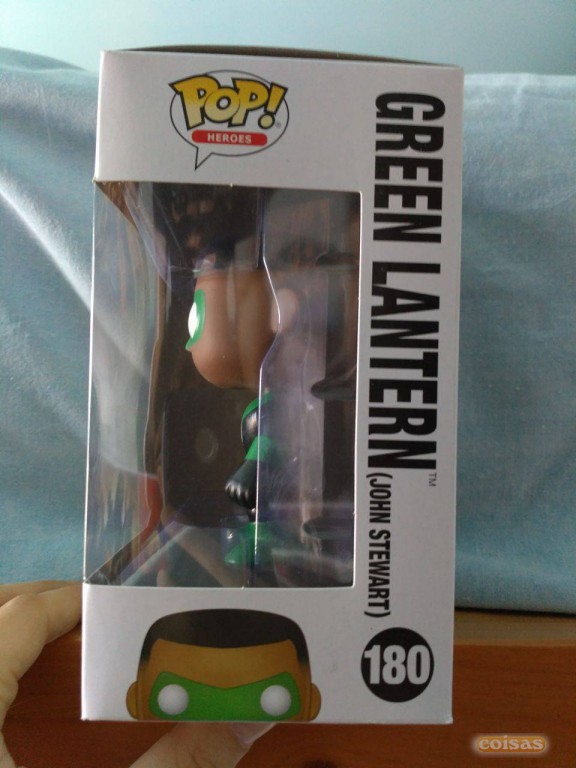 POP!
HEROES
GREEN LANTERN™
(JOHN STEWART)
180
coisas